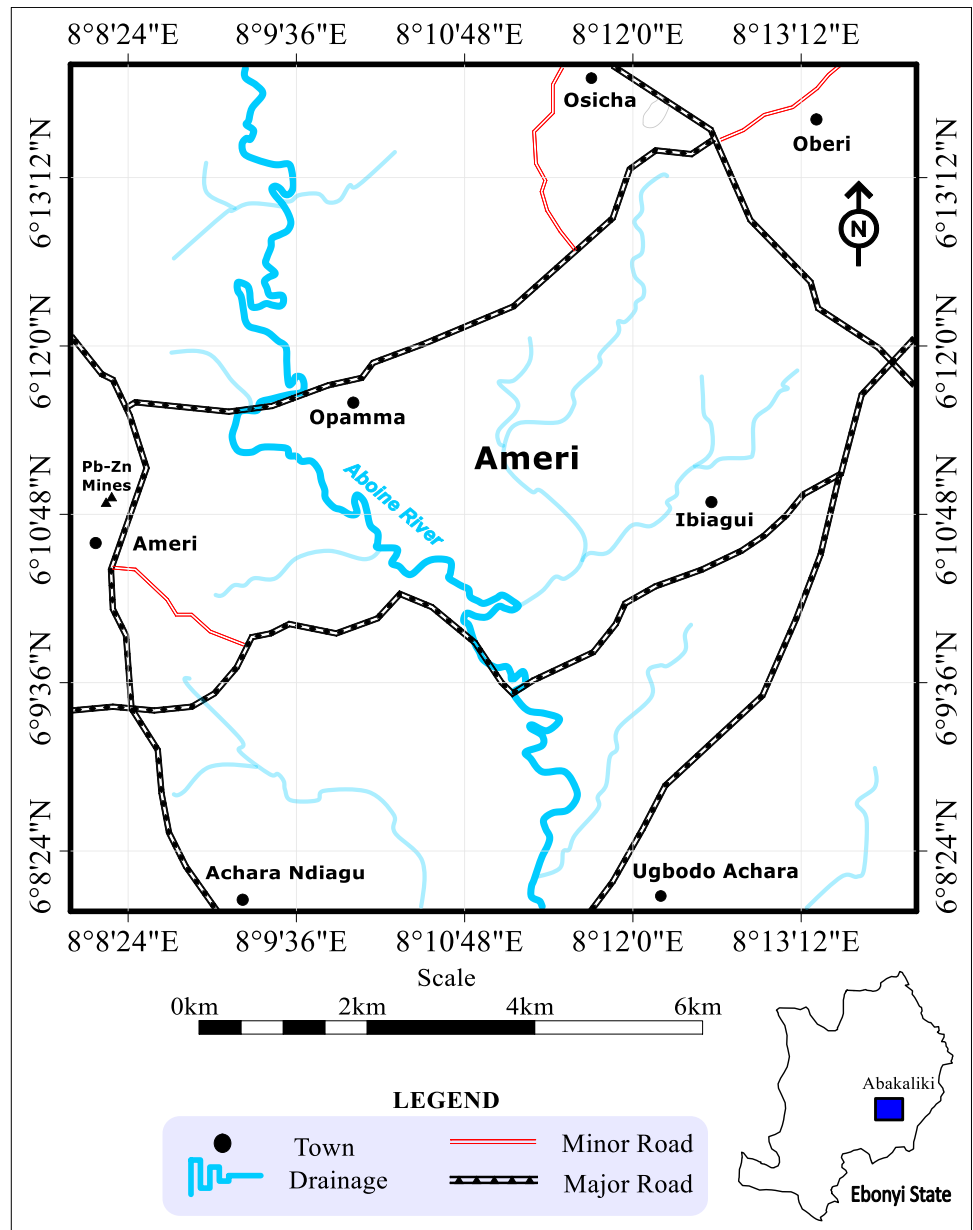 8°8'24"E 8°9'36"E 8°10'48"E 8°12'0"E 8°13'12"E
Osicha
Oberi
6°13'12"N
6°13'12"N
N
6°12'0"N
6°12'0"N
Opamma
Ameri
Pb-Zn
Mines
Aboine River
Ibiagui
6°10'48"N
6°10'48"N
Ameri
6°9'36"N
6°9'36"N
6°8'24"N
6°8'24"N
Achara Ndiagu
Ugbodo Achara
8°8'24"E 8°9'36"E 8°10'48"E 8°12'0"E 8°13'12"E
Scale
0km 2km 4km 6km
Abakaliki
Ebonyi State
LEGEND
Town
Minor Road
Drainage
Major Road